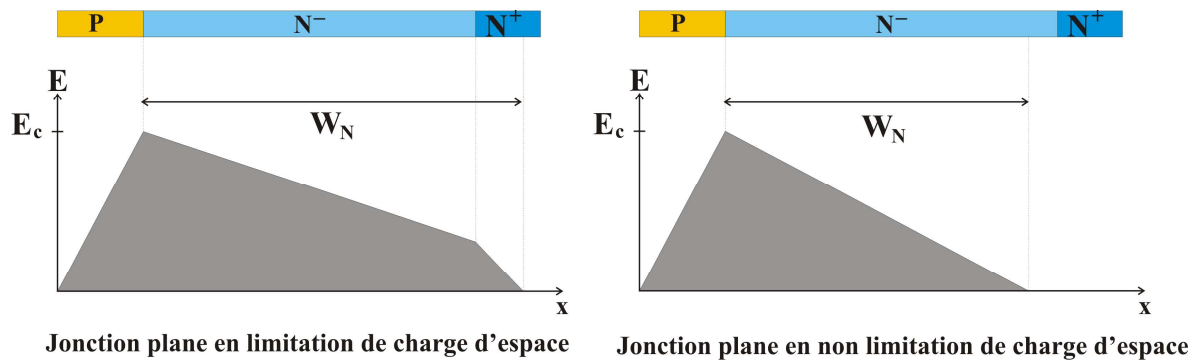 P N⁻ N⁺
E
E_c
W_N
x
Jonction plane en limitation de charge d’espace
P N⁻ N⁺
E
E_c
W_N
x
Jonction plane en non limitation de charge d’espace